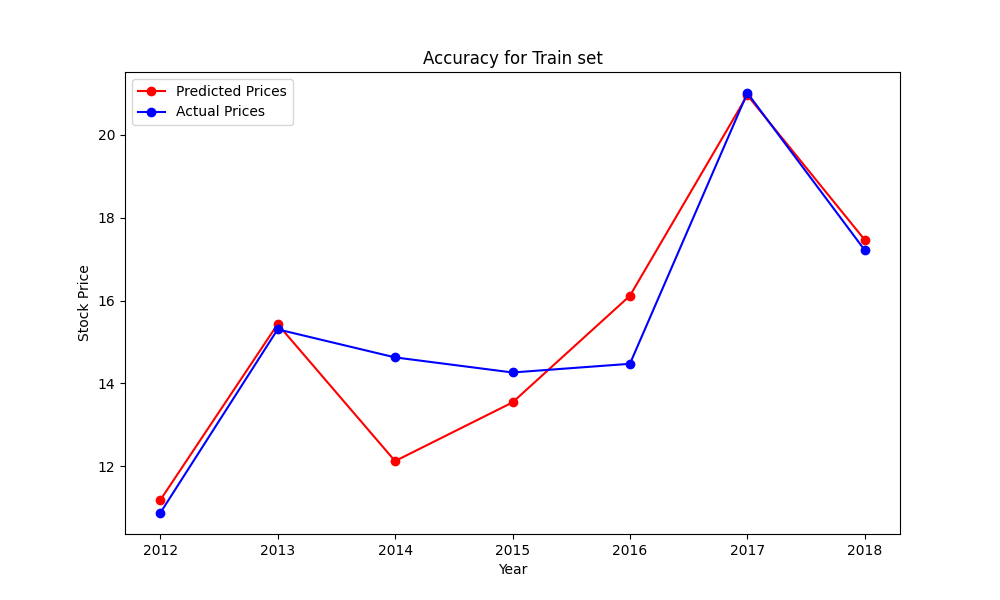 Accuracy for Train set
Predicted Prices
Actual Prices
Stock Price
20
18
16
14
12
2012 2013 2014 2015 2016 2017 2018
Year